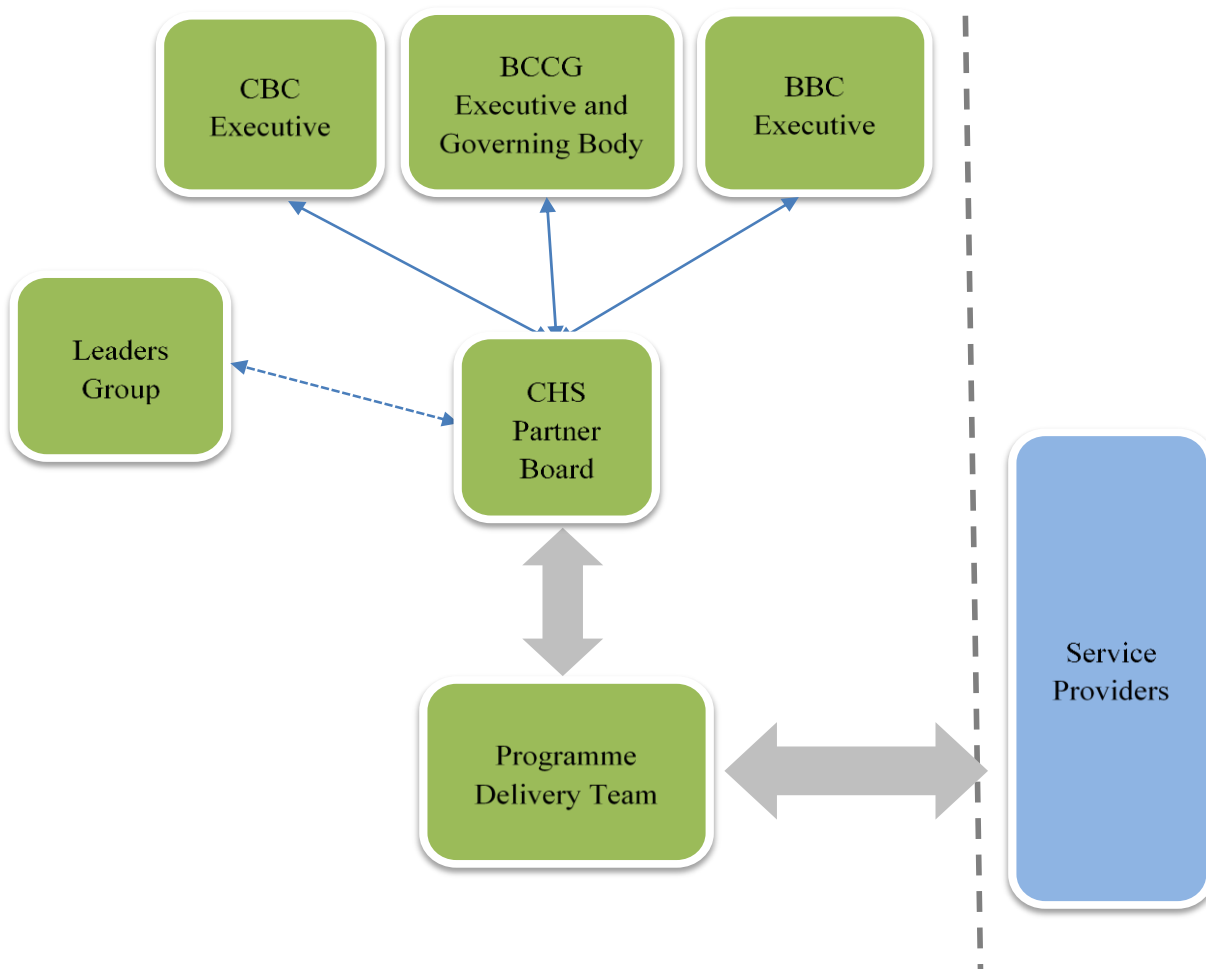 CBC
Executive
BCCG
Executive and
Governing Body
BBC
Executive
Leaders
Group
CHS
Partner
Board
Service
Providers
Programme
Delivery Team